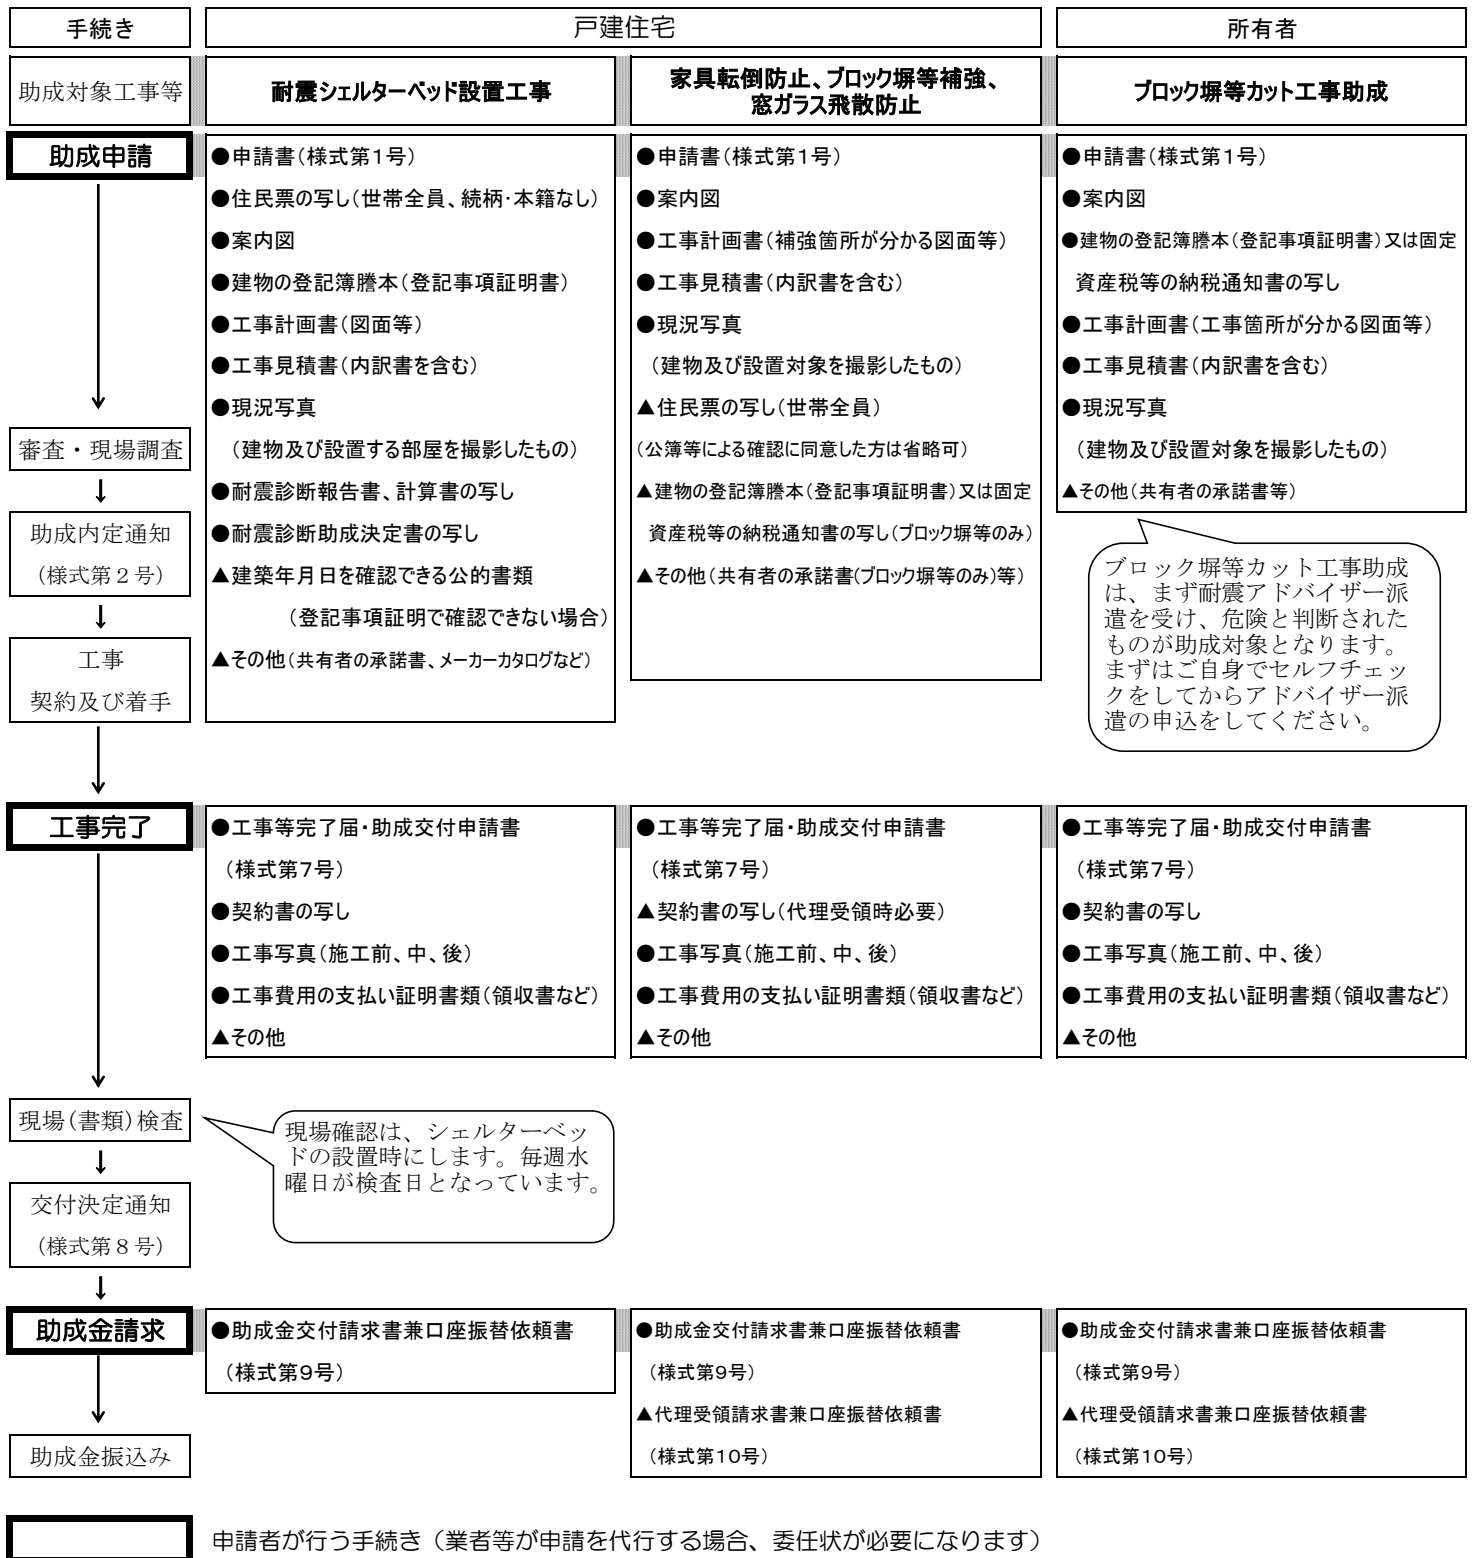 手続き
戸建住宅
所有者
助成対象工事等
耐震シェルターベッド設置工事
家具転倒防止、ブロック塀等補強、
窓ガラス飛散防止
ブロック塀等カット工事助成
助成申請
審査・現場調査
助成内定通知
(様式第２号)
工事
契約及び着手
●申請書(様式第1号)
●住民票の写し(世帯全員、続柄・本籍なし)
●案内図
●建物の登記簿謄本(登記事項証明書)
●工事計画書(図面等)
●工事見積書(内訳書を含む)
●現況写真
(建物及び設置する部屋を撮影したもの)
●耐震診断報告書、計算書の写し
●耐震診断助成決定書の写し
▲建築年月日を確認できる公的書類
(登記事項証明で確認できない場合)
▲その他(共有者の承諾書、メーカーカタログなど)
●申請書(様式第1号)
●案内図
●工事計画書(補強箇所が分かる図面等)
●工事見積書(内訳書を含む)
●現況写真
(建物及び設置対象を撮影したもの)
▲住民票の写し(世帯全員)
(公簿等による確認に同意した方は省略可)
▲建物の登記簿謄本(登記事項証明書)又は固定
資産税等の納税通知書の写し(ブロック塀等のみ)
▲その他(共有者の承諾書(ブロック塀等のみ)等)
●申請書(様式第1号)
●案内図
●建物の登記簿謄本(登記事項証明書)又は固定
資産税等の納税通知書の写し
●工事計画書(工事箇所が分かる図面等)
●工事見積書(内訳書を含む)
●現況写真
(建物及び設置対象を撮影したもの)
▲その他(共有者の承諾書等)
ブロック塀等カット工事助成
は、まず耐震アドバイザー派
遣を受け、危険と判断された
ものが助成対象となります。
まずはご自身でセルフチェッ
クをしてからアドバイザー派
遣の申込をしてください。
工事完了
●工事等完了届・助成交付申請書
(様式第7号)
●契約書の写し
●工事写真(施工前、中、後)
●工事費用の支払い証明書類(領収書など)
▲その他
●工事等完了届・助成交付申請書
(様式第7号)
▲契約書の写し(代理受領時必要)
●工事写真(施工前、中、後)
●工事費用の支払い証明書類(領収書など)
▲その他
●工事等完了届・助成交付申請書
(様式第7号)
●契約書の写し
●工事写真(施工前、中、後)
●工事費用の支払い証明書類(領収書など)
▲その他
現場(書類)検査
現場確認は、シェルターベッ
ドの設置時にします。毎週水
曜日が検査日となっています。
交付決定通知
(様式第８号)
助成金請求
助成金振込み
●助成金交付請求書兼口座振替依頼書
(様式第9号)
●助成金交付請求書兼口座振替依頼書
(様式第9号)
▲代理受領請求書兼口座振替依頼書
(様式第10号)
●助成金交付請求書兼口座振替依頼書
(様式第9号)
▲代理受領請求書兼口座振替依頼書
(様式第10号)
申請者が行う手続き（業者等が申請を代行する場合、委任状が必要になります）